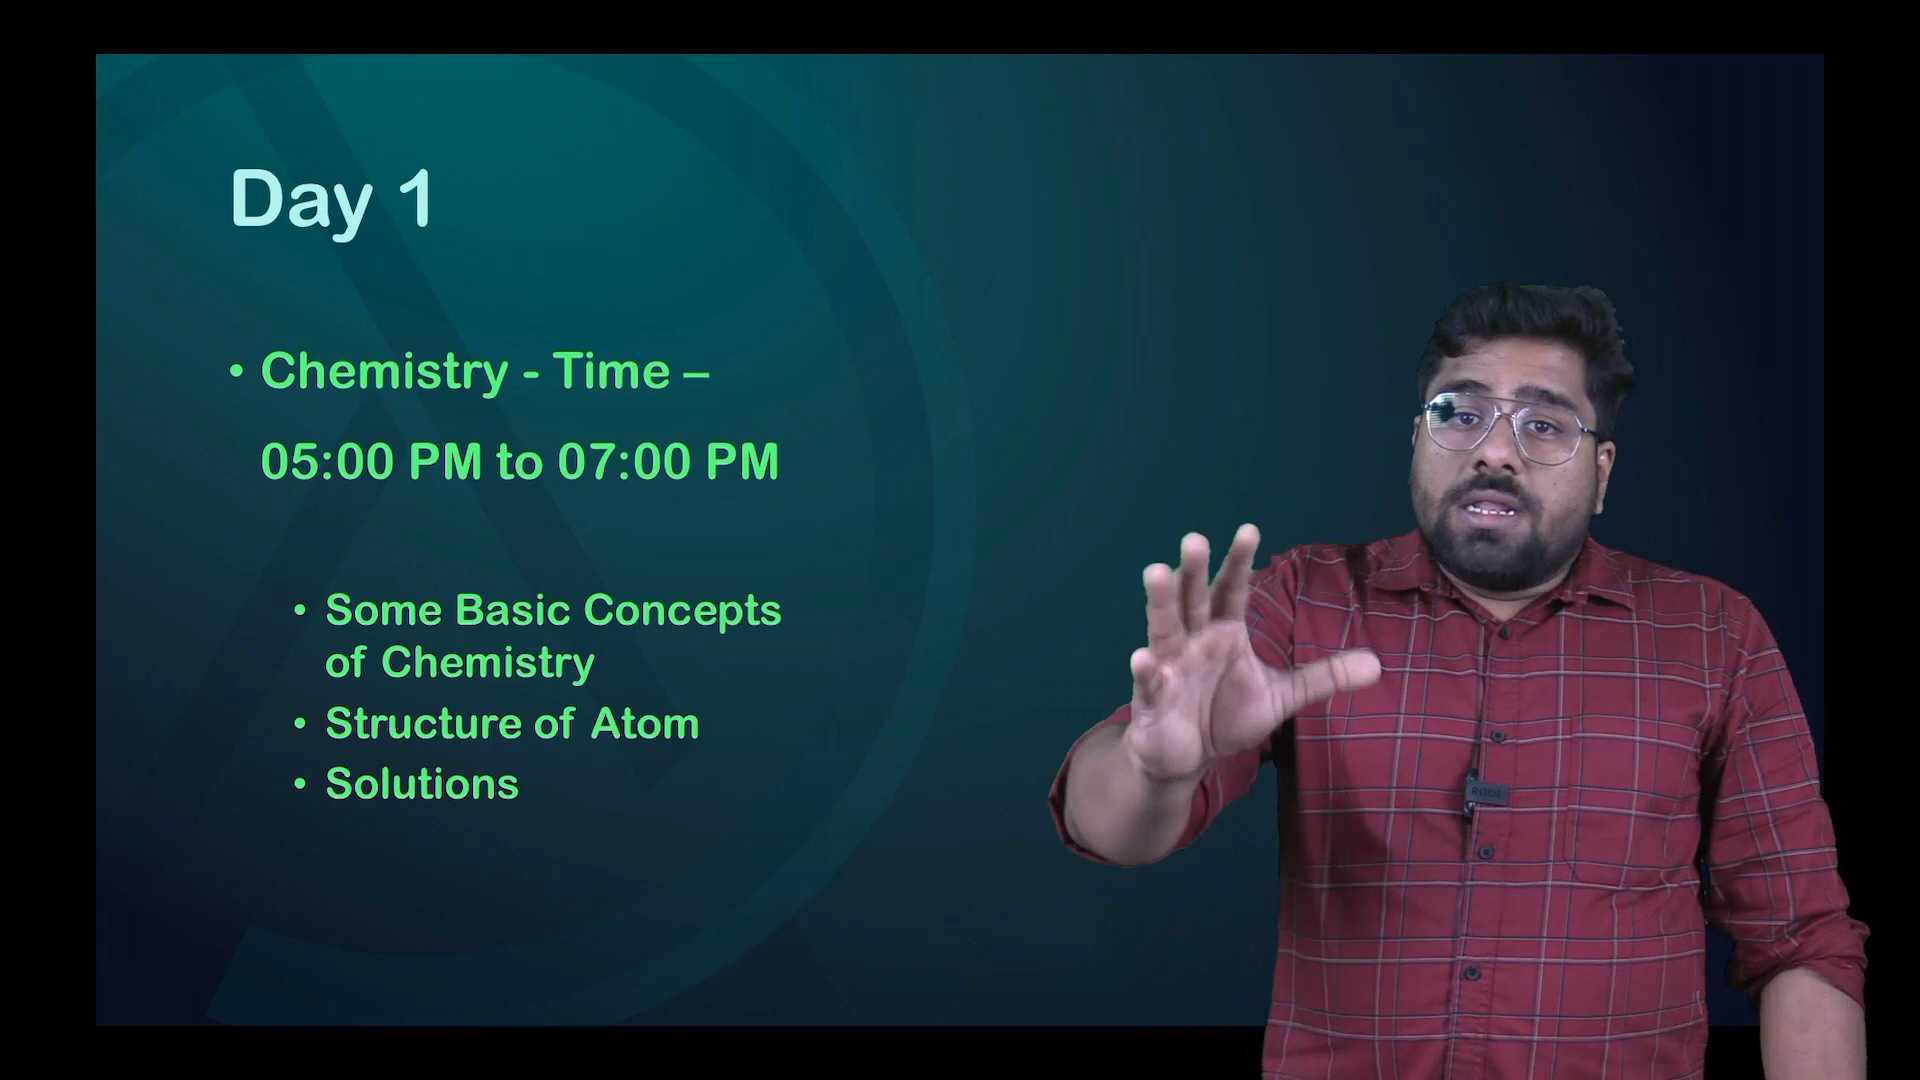 Day 1
• Chemistry - Time –
05:00 PM to 07:00 PM
• Some Basic Concepts
of Chemistry
• Structure of Atom
• Solutions
RODE